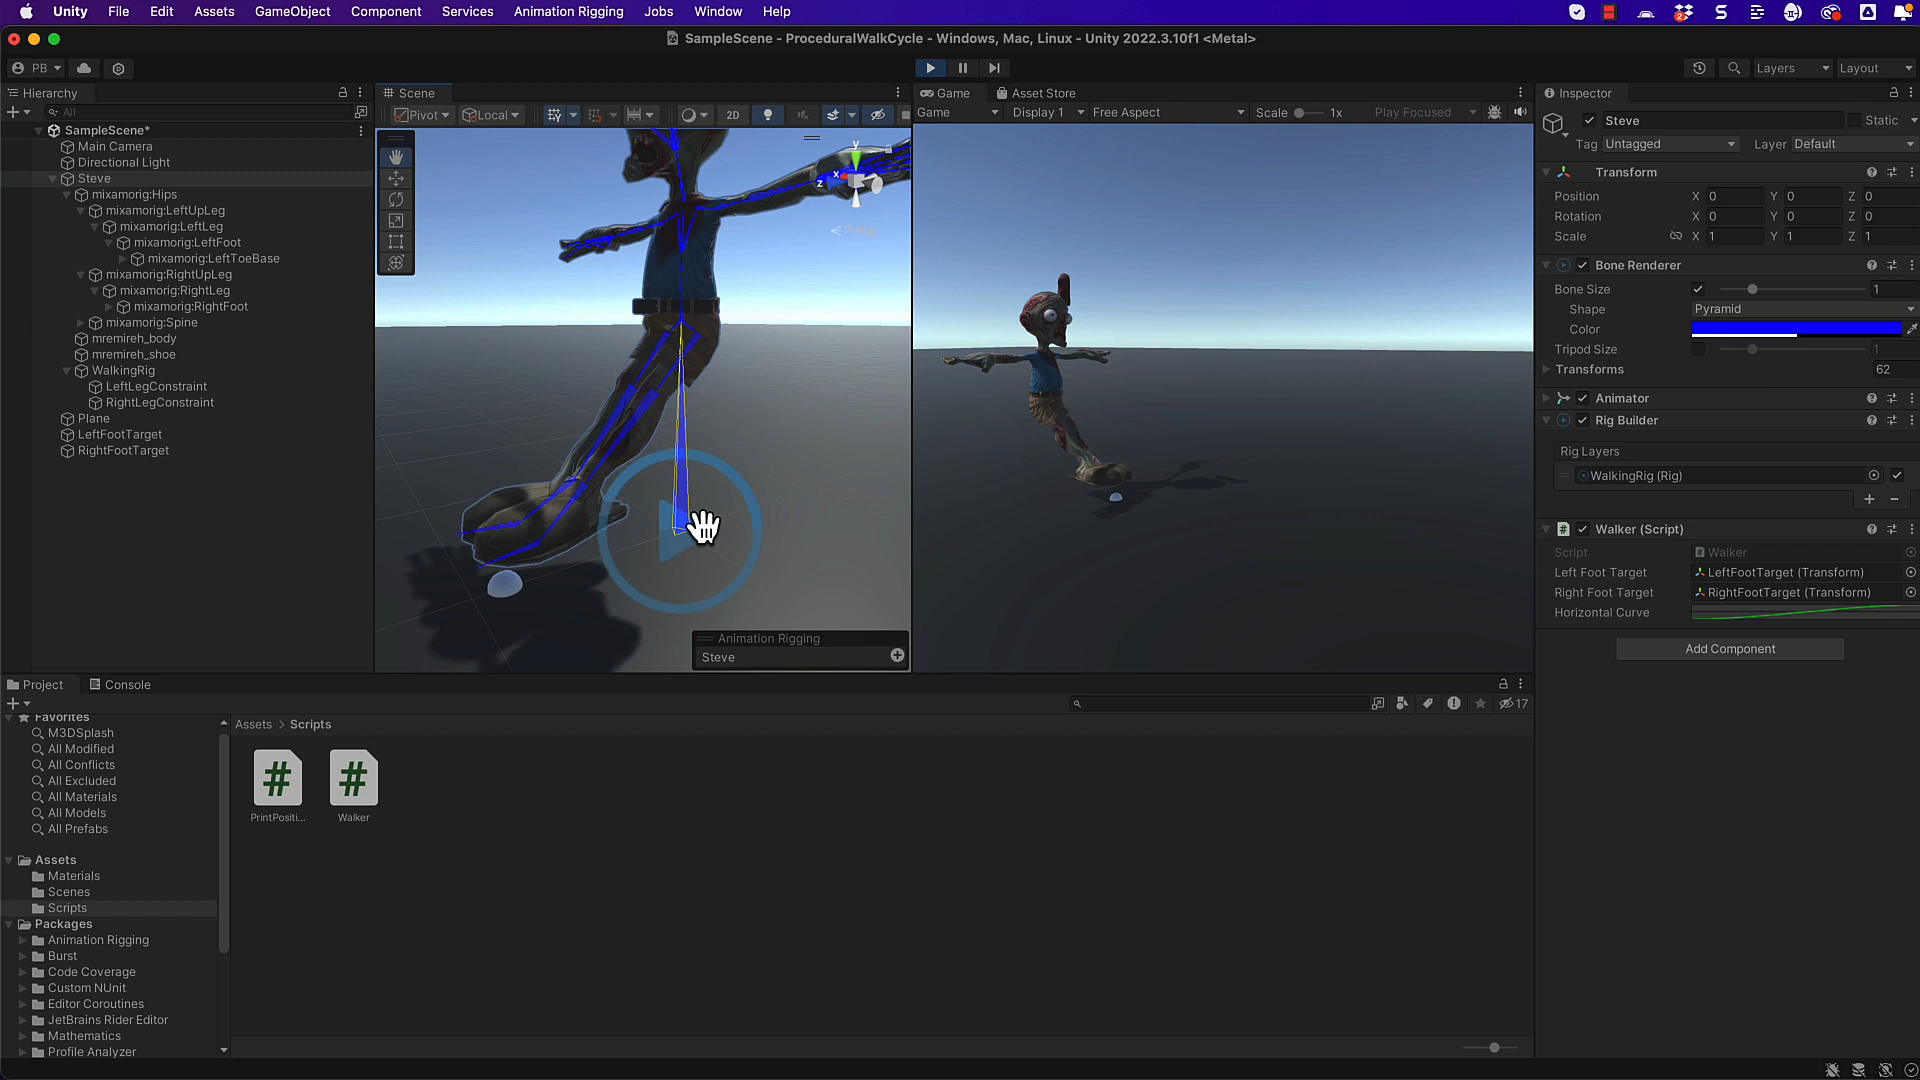 Unity File Edit Assets GameObject Component Services Animation Rigging Jobs Window Help
SampleScene - ProceduralWalkCycle - Windows, Mac, Linux - Unity 2022.3.10f1 <Metal>
PB
Layers Layout
Hierarchy
All
SampleScene*
Main Camera
Directional Light
Steve
mixamorig:Hips
mixamorig:LeftUpLeg
mixamorig:LeftLeg
mixamorig:LeftFoot
mixamorig:LeftToeBase
mixamorig:RightUpLeg
mixamorig:RightLeg
mixamorig:RightFoot
mixamorig:Spine
mremireh_body
mremireh_shoe
WalkingRig
LeftLegConstraint
RightLegConstraint
Plane
LeftFootTarget
RightFootTarget
Scene
Pivot Local 2D
y
x
z
Persp
Animation Rigging
Steve
Game Asset Store
Game Display 1 Free Aspect Scale 1x Play Focused
Inspector
Steve Static
Tag Untagged Layer Default
Transform
Position X 0 Y 0 Z 0
Rotation X 0 Y 0 Z 0
Scale X 1 Y 1 Z 1
Bone Renderer
Bone Size 1
Shape Pyramid
Color
Tripod Size 1
Transforms 62
Animator
Rig Builder
Rig Layers
WalkingRig (Rig)
Walker (Script)
Script Walker
Left Foot Target LeftFootTarget (Transform)
Right Foot Target RightFootTarget (Transform)
Horizontal Curve
Add Component
Project Console
17
Favorites
M3DSplash
All Modified
All Conflicts
All Excluded
All Materials
All Models
All Prefabs
Assets
Materials
Scenes
Scripts
Packages
Animation Rigging
Burst
Code Coverage
Custom NUnit
Editor Coroutines
JetBrains Rider Editor
Mathematics
Profile Analyzer
Assets > Scripts
PrintPositi...
Walker